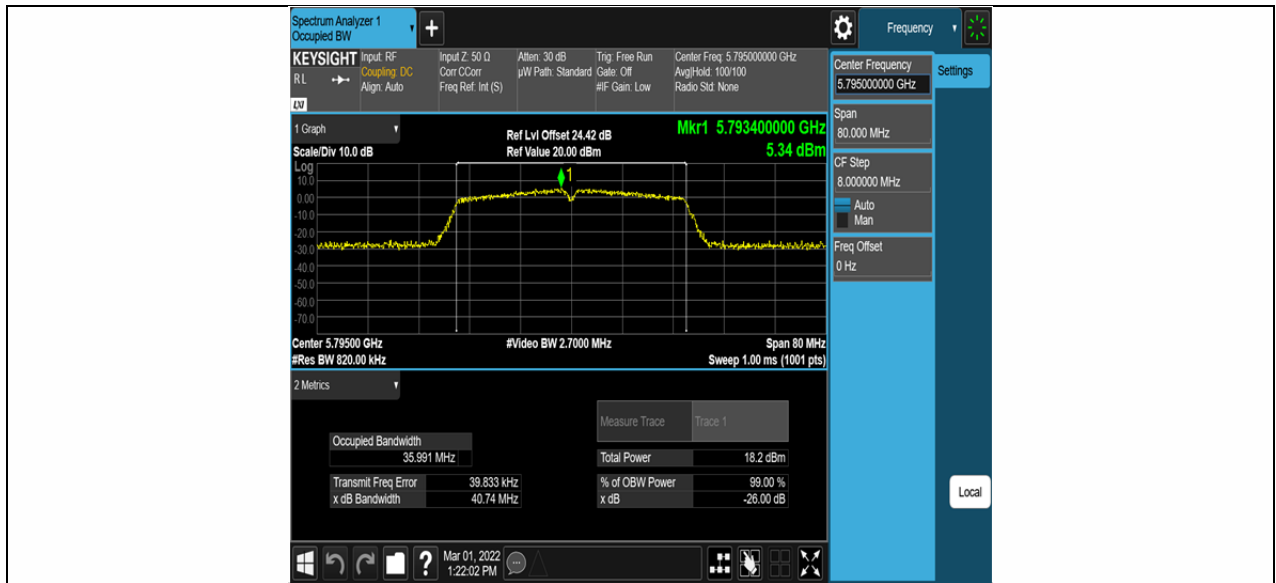 Spectrum Analyzer 1
Occupied BW
+
Frequency
KEYSIGHT
RL
LXI
Input: RF
Coupling: DC
Align: Auto
Input Z: 50 Ω
Corr CCorr
Freq Ref: Int (S)
Atten: 30 dB
µW Path: Standard
Trig: Free Run
Gate: Off
#IF Gain: Low
Center Freq: 5.795000000 GHz
Avg|Hold: 100/100
Radio Std: None
Center Frequency
5.795000000 GHz
Settings
Span
80.000 MHz
CF Step
8.000000 MHz
Auto
Man
Freq Offset
0 Hz
Local
1 Graph
Scale/Div 10.0 dB
Ref Lvl Offset 24.42 dB
Ref Value 20.00 dBm
Mkr1 5.793400000 GHz
5.34 dBm
Log
10.0
0.00
-10.0
-20.0
-30.0
-40.0
-50.0
-60.0
-70.0
1
Center 5.79500 GHz
#Res BW 820.00 kHz
#Video BW 2.7000 MHz
Span 80 MHz
Sweep 1.00 ms (1001 pts)
2 Metrics
Measure Trace Trace 1
Occupied Bandwidth
35.991 MHz
Total Power 18.2 dBm
Transmit Freq Error 39.833 kHz
x dB Bandwidth 40.74 MHz
% of OBW Power 99.00 %
x dB -26.00 dB
?
Mar 01, 2022
1:22:02 PM